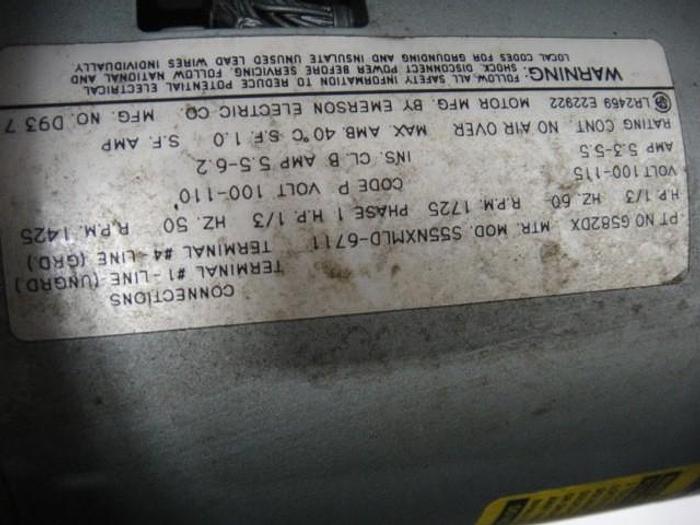 CONNECTIONS
TERMINAL #1-LINE (UNGRD.)
TERMINAL #4-LINE (GRD.)
PT NO G582DX MTR. MOD. S55NXMLD-6711
H.P. 1/3 HZ. 60 R.P.M. 1725 PHASE 1 H.P. 1/3 HZ. 50 R.P.M. 1425
VOLT 100-115 CODE P VOLT 100-110
AMP 5.3-5.5 INS. CL. B AMP 5.5-6.2
RATING CONT. NO AIR OVER MAX. AMB. 40°C S.F. 1.0 S.F. AMP
LR2469 E22922 MOTOR MFG. BY EMERSON ELECTRIC CO. MFG. NO. D93 7
WARNING: FOLLOW ALL SAFETY INFORMATION TO REDUCE POTENTIAL ELECTRICAL
SHOCK. DISCONNECT POWER BEFORE SERVICING. FOLLOW NATIONAL AND
LOCAL CODES FOR GROUNDING AND INSULATE UNUSED LEAD WIRES INDIVIDUALLY